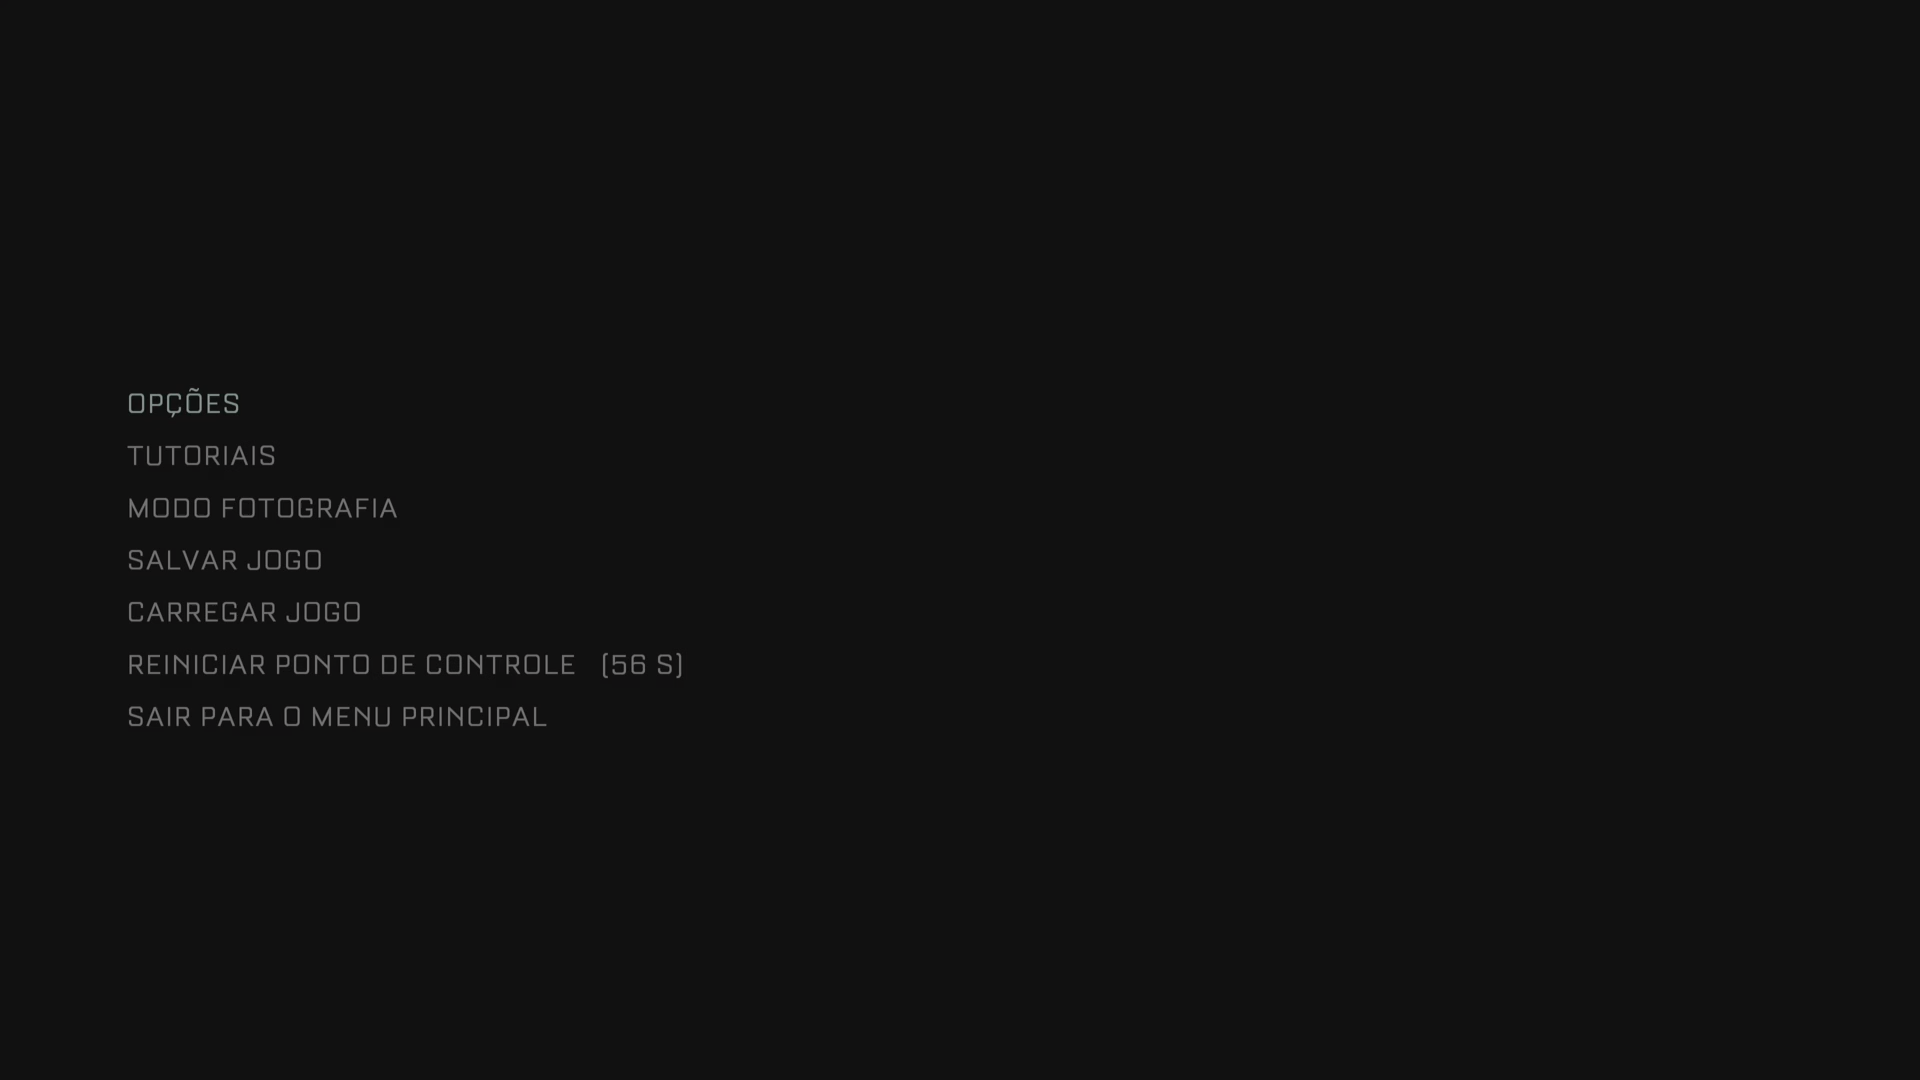 OPÇÕES
TUTORIAIS
MODO FOTOGRAFIA
SALVAR JOGO
CARREGAR JOGO
REINICIAR PONTO DE CONTROLE (56 S)
SAIR PARA O MENU PRINCIPAL